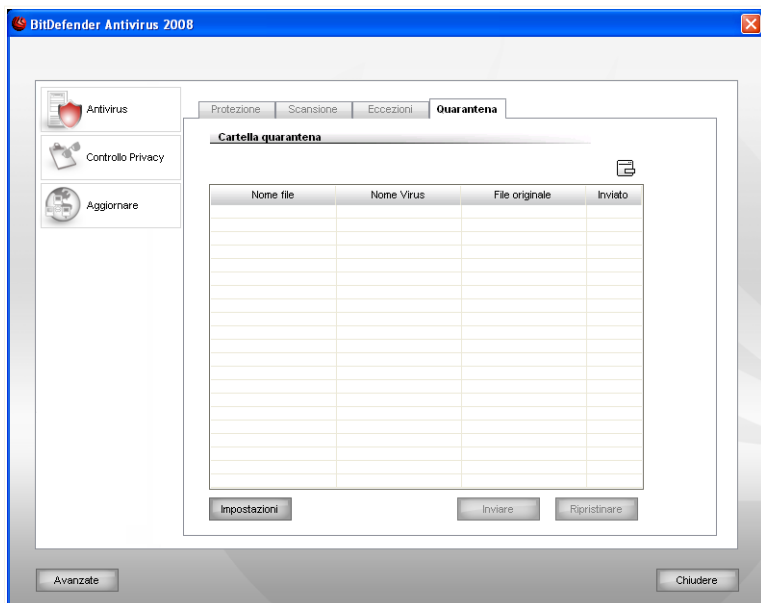 BitDefender Antivirus 2008
Antivirus
Controllo Privacy
Aggiornare
Protezione Scansione Eccezioni Quarantena
Cartella quarantena
Nome file Nome Virus File originale Inviato
Impostazioni Inviare Ripristinare
Avanzate Chiudere